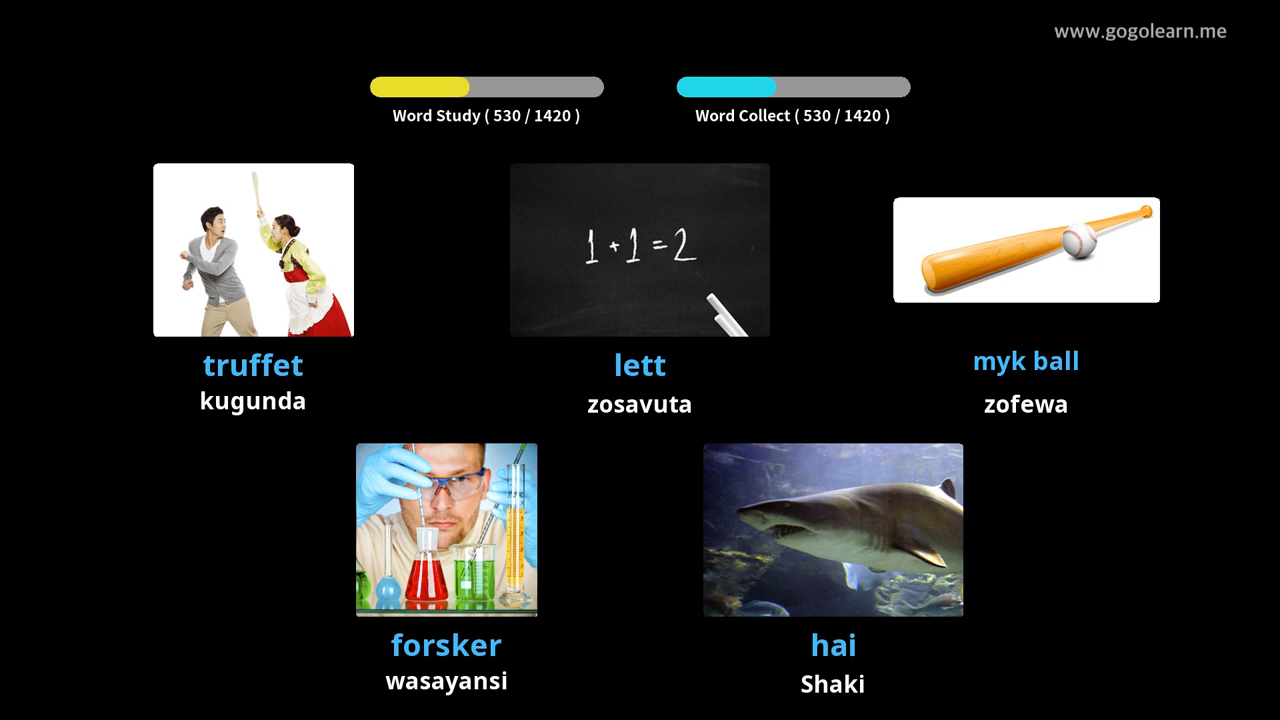 www.gogolearn.me
Word Study ( 530 / 1420 )
Word Collect ( 530 / 1420 )
1 + 1 = 2
truffet
kugunda
lett
zosavuta
myk ball
zofewa
forsker
wasayansi
hai
Shaki